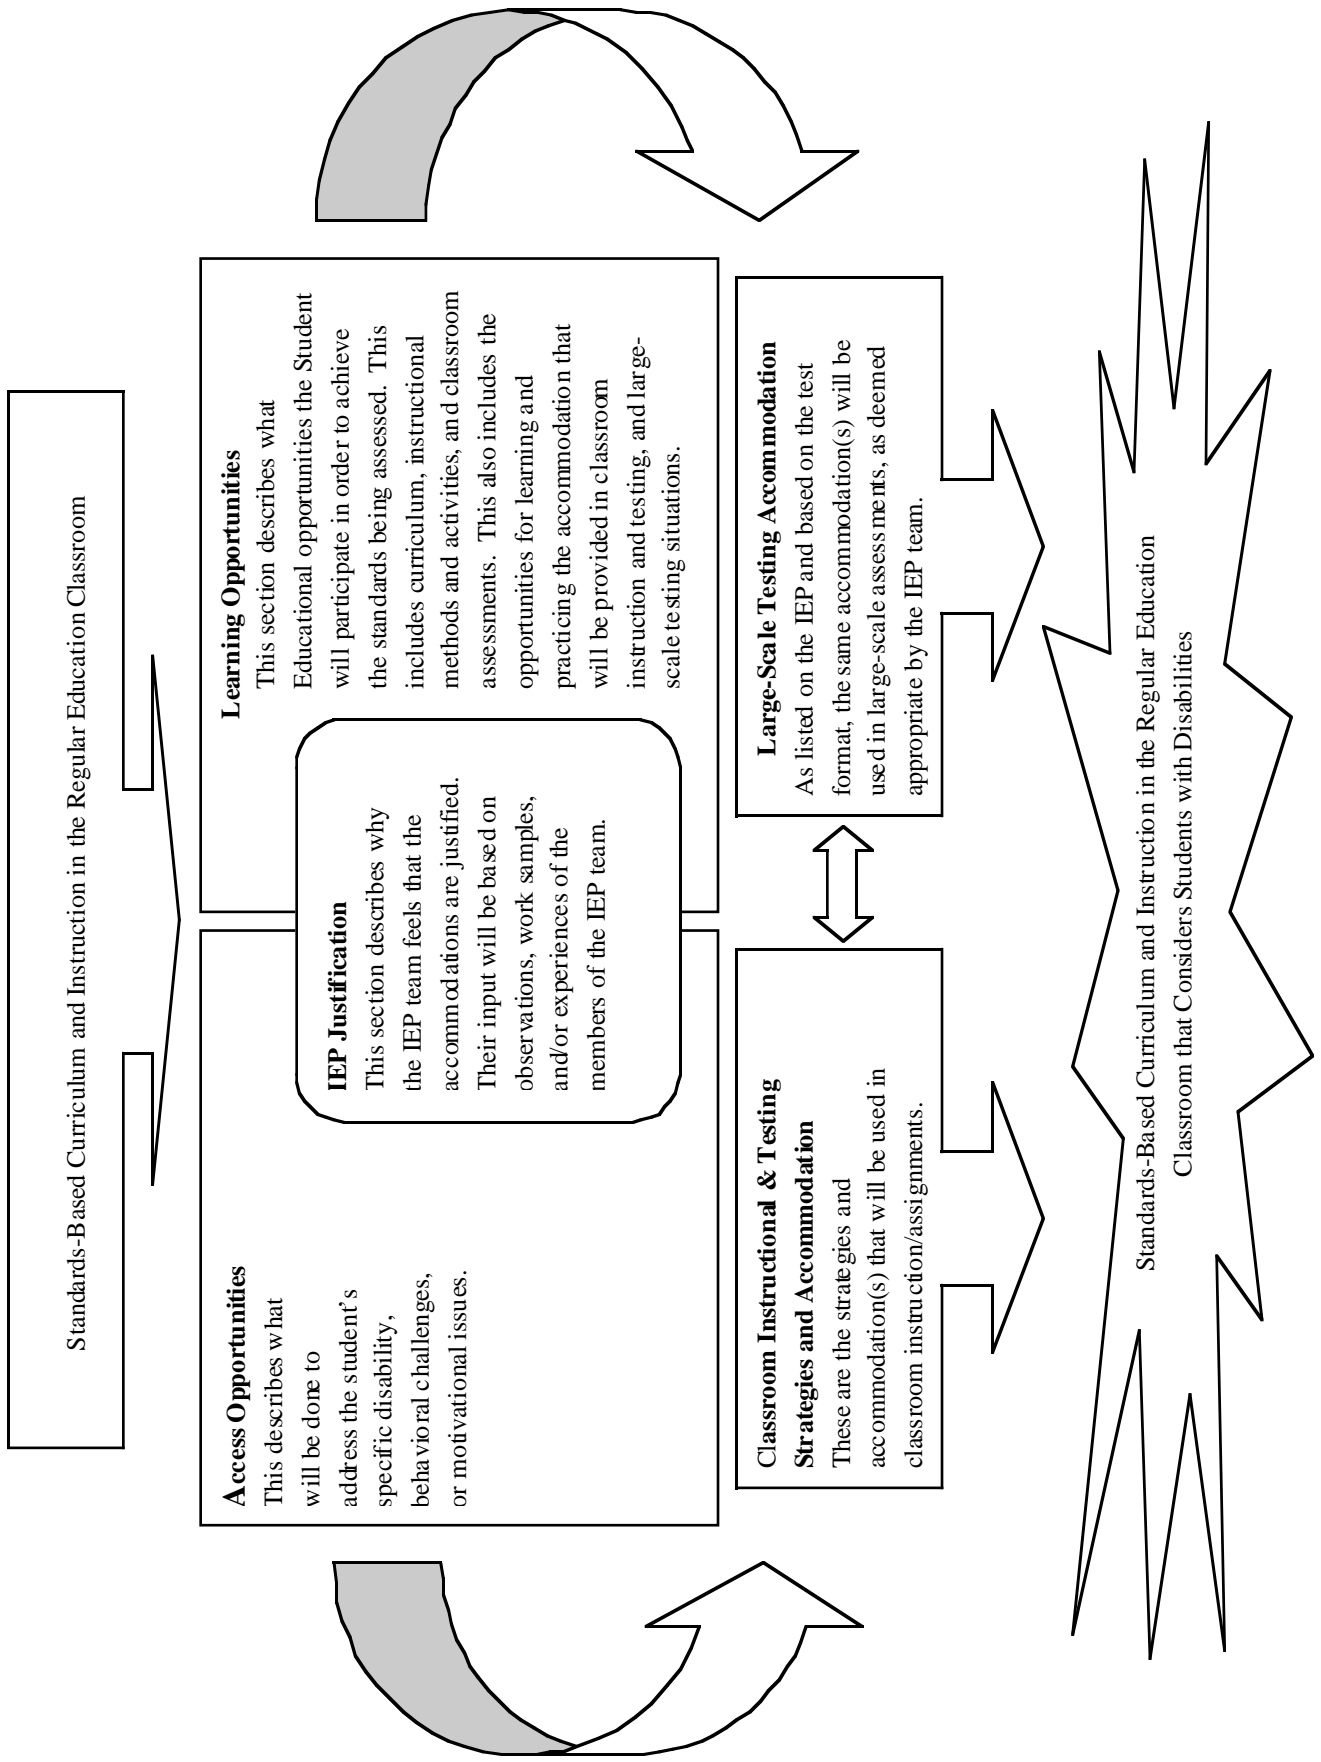 Standards-Based Curriculum and Instruction in the Regular Education Classroom
Access Opportunities
This describes what
will be done to
address the student's
specific disability,
behavioral challenges,
or motivational issues.
IEP Justification
This section describes why
the IEP team feels that the
accommodations are justified.
Their input will be based on
observations, work samples,
and/or experiences of the
members of the IEP team.
Learning Opportunities
This section describes what
Educational opportunities the Student
will participate in order to achieve
the standards being assessed. This
includes curriculum, instructional
methods and activities, and classroom
assessments. This also includes the
opportunities for learning and
practicing the accommodation that
will be provided in classroom
instruction and testing, and large-
scale testing situations.
Classroom Instructional & Testing
Strategies and Accommodation
These are the strategies and
accommodation(s) that will be used in
classroom instruction/assignments.
Large-Scale Testing Accommodation
As listed on the IEP and based on the test
format, the same accommodation(s) will be
used in large-scale assessments, as deemed
appropriate by the IEP team.
Standards-Based Curriculum and Instruction in the Regular Education
Classroom that Considers Students with Disabilities